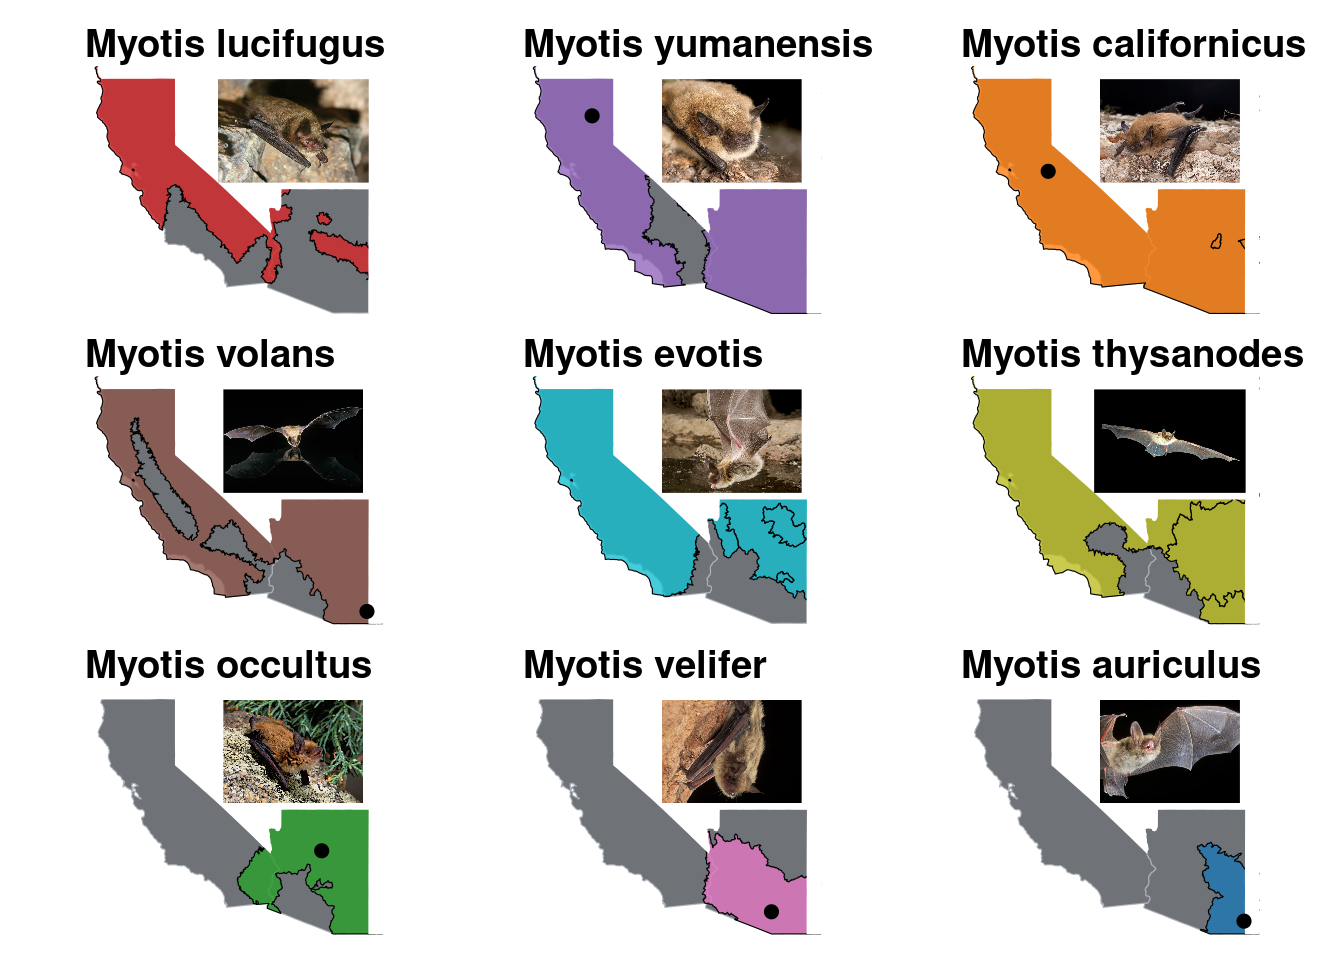 Myotis lucifugus
Myotis yumanensis
Myotis californicus
Myotis volans
Myotis evotis
Myotis thysanodes
Myotis occultus
Myotis velifer
Myotis auriculus